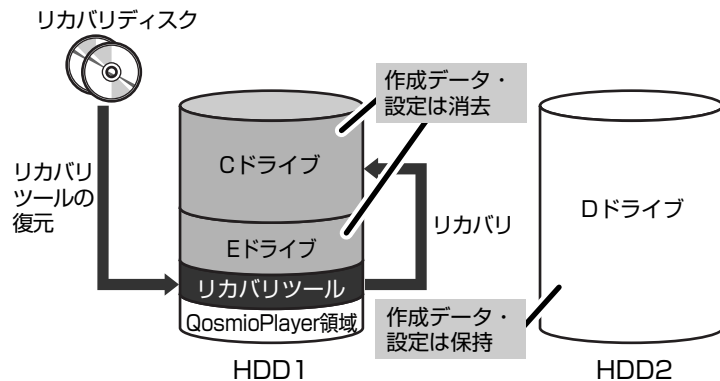 リカバリディスク
作成データ・
設定は消去
Cドライブ
リカバリ
ツールの
復元
リカバリ
Dドライブ
Eドライブ
リカバリツール
QosmioPlayer領域
作成データ・
設定は保持
HDD1
HDD2